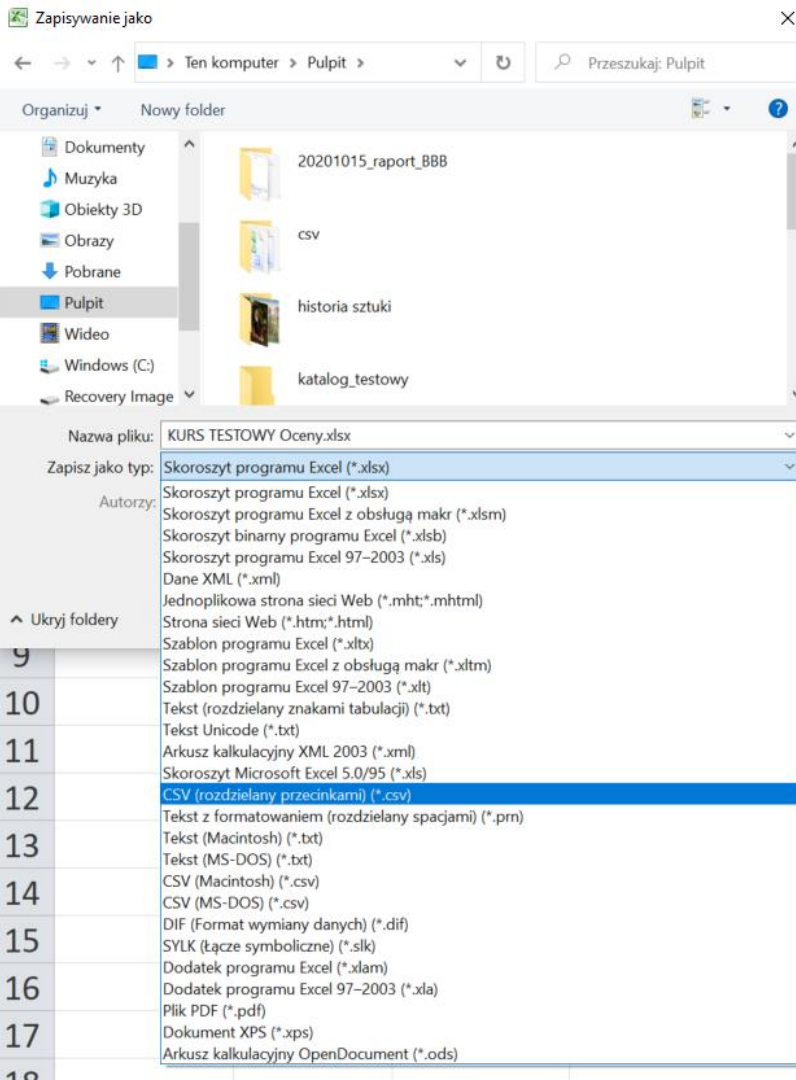 Zapisywanie jako
Ten komputer > Pulpit >
Przeszukaj: Pulpit
Organizuj
Nowy folder
Dokumenty
Muzyka
Obiekty 3D
Obrazy
Pobrane
Pulpit
Wideo
Windows (C:)
Recovery Image
20201015_raport_BBB
csv
historia sztuki
katalog_testowy
Nazwa pliku: KURS TESTOWY Oceny.xlsx
Zapisz jako typ: Skoroszyt programu Excel (*.xlsx)
Autorzy:
Skoroszyt programu Excel (*.xlsx)
Skoroszyt programu Excel z obsługą makr (*.xlsm)
Skoroszyt binarny programu Excel (*.xlsb)
Skoroszyt programu Excel 97–2003 (*.xls)
Dane XML (*.xml)
Jednoplikowa strona sieci Web (*.mht;*.mhtml)
Strona sieci Web (*.htm;*.html)
Szablon programu Excel (*.xltx)
Szablon programu Excel z obsługą makr (*.xltm)
Szablon programu Excel 97–2003 (*.xlt)
Tekst (rozdzielany znakami tabulacji) (*.txt)
Tekst Unicode (*.txt)
Arkusz kalkulacyjny XML 2003 (*.xml)
Skoroszyt Microsoft Excel 5.0/95 (*.xls)
CSV (rozdzielany przecinkami) (*.csv)
Tekst z formatowaniem (rozdzielany spacjami) (*.prn)
Tekst (Macintosh) (*.txt)
Tekst (MS-DOS) (*.txt)
CSV (Macintosh) (*.csv)
CSV (MS-DOS) (*.csv)
DIF (Format wymiany danych) (*.dif)
SYLK (Łącze symboliczne) (*.slk)
Dodatek programu Excel (*.xlam)
Dodatek programu Excel 97–2003 (*.xla)
Plik PDF (*.pdf)
Dokument XPS (*.xps)
Arkusz kalkulacyjny OpenDocument (*.ods)
Ukryj foldery
9
10
11
12
13
14
15
16
17
18